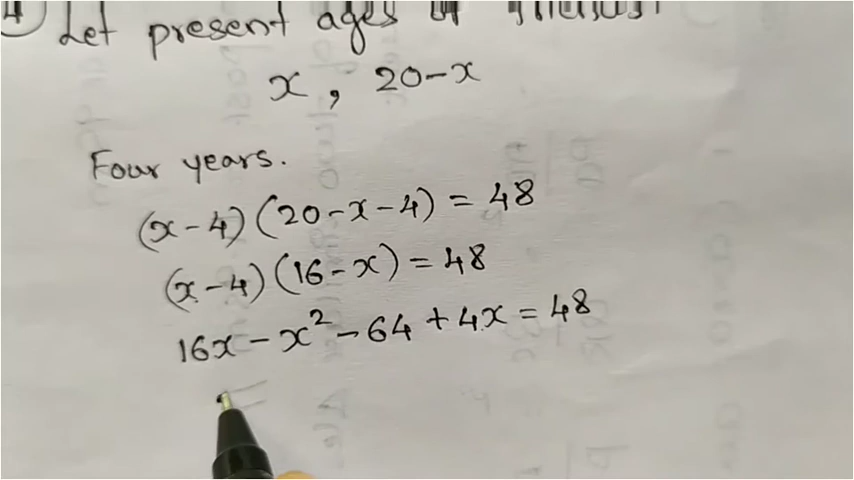 4 Let present ages of
x, 20-x
Four years.
(x-4)(20-x-4) = 48
(x-4)(16-x) = 48
16x - x² - 64 + 4x = 48